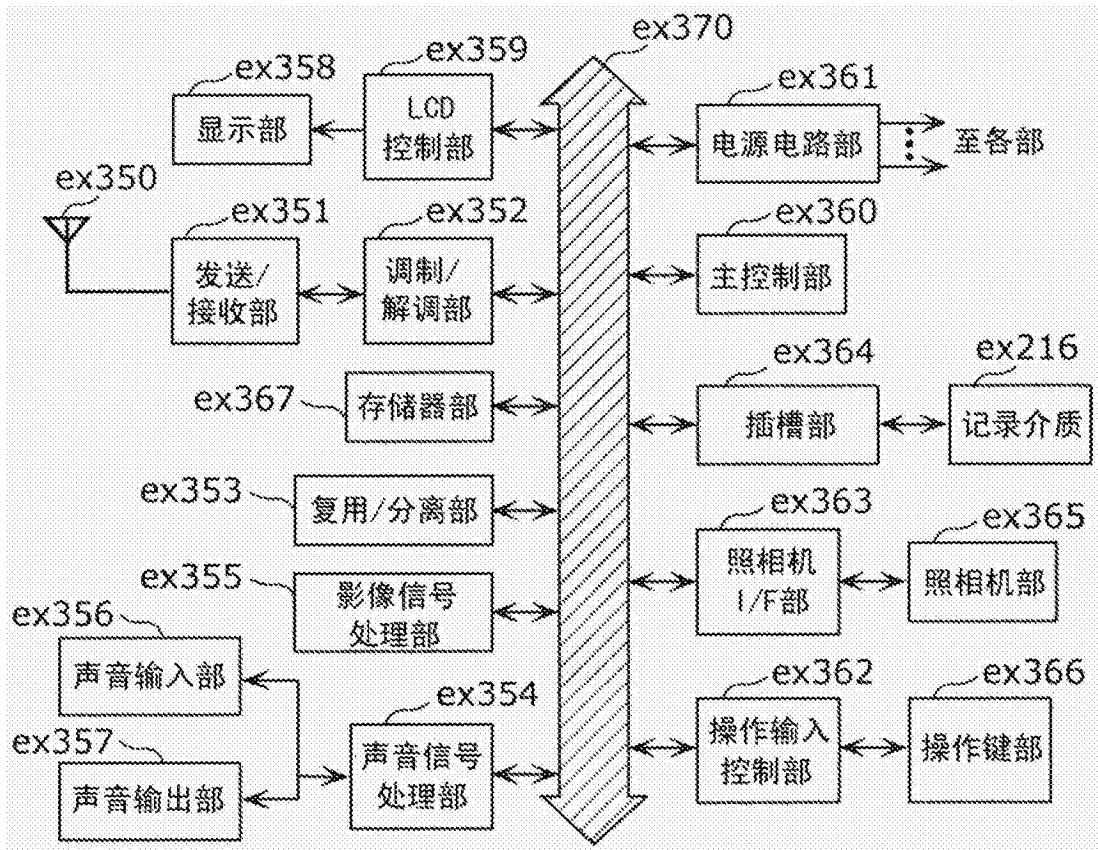 ex370
ex358
ex359
ex361
显示部
LCD
控制部
电源电路部
至各部
ex350
ex351
ex352
ex360
发送/
接收部
调制/
解调部
主控制部
ex367
存储器部
ex364
ex216
插槽部
记录介质
ex353
复用/分离部
ex363
ex365
照相机
I/F部
照相机部
ex355
影像信号
处理部
ex356
声音输入部
ex354
ex362
ex366
ex357
声音输出部
声音信号
处理部
操作输入
控制部
操作键部